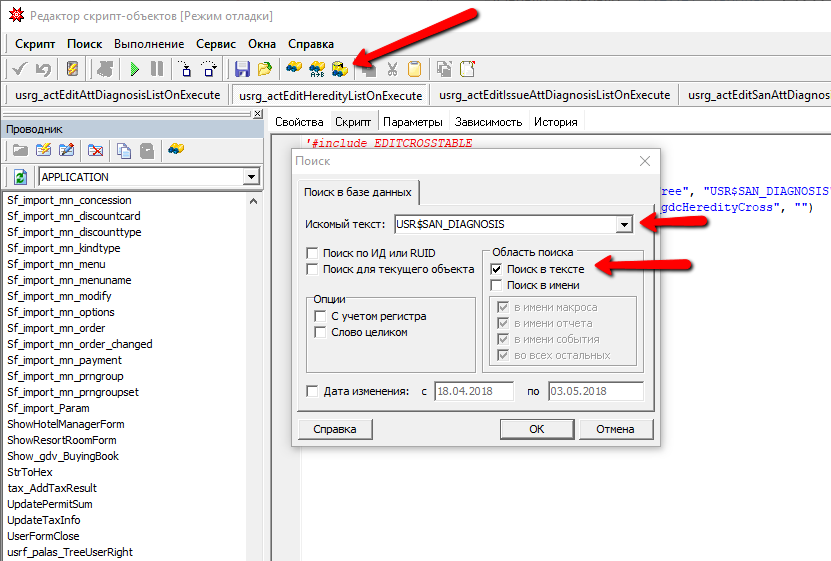 Редактор скрипт-объектов [Режим отладки]
Скрипт Поиск Выполнение Сервис Окна Справка
usrg_actEditAttDiagnosisListOnExecute usrg_actEditHeredityListOnExecute usrg_actEditIssueAttDiagnosisListOnExecute usrg_actEditSanAttDiagnos
Проводник
APPLICATION
Sf_import_mn_concession
Sf_import_mn_discountcard
Sf_import_mn_discounttype
Sf_import_mn_kindtype
Sf_import_mn_menu
Sf_import_mn_menuname
Sf_import_mn_modify
Sf_import_mn_options
Sf_import_mn_order
Sf_import_mn_order_changed
Sf_import_mn_payment
Sf_import_mn_prngroup
Sf_import_mn_prngroupset
Sf_import_Param
ShowHotelManagerForm
ShowResortRoomForm
Show_gdv_BuyingBook
StrToHex
tax_AddTaxResult
UpdatePermitSum
UpdateTaxInfo
UserFormClose
usrf_palas_TreeUserRight
Свойства Скрипт Параметры Зависимость История
'#include EDITCROSSTABLE
ree", "USR$SAN_DIAGNOSIS"
gdcHeredityCross", "")
Поиск
Поиск в базе данных
Искомый текст: USR$SAN_DIAGNOSIS
Поиск по ИД или RUID
Поиск для текущего объекта
Опции
С учетом регистра
Слово целиком
Область поиска
Поиск в тексте
Поиск в имени
в имени макроса
в имени отчета
в имени события
во всех остальных
Дата изменения: с 18.04.2018 по 03.05.2018
Справка OK Отмена